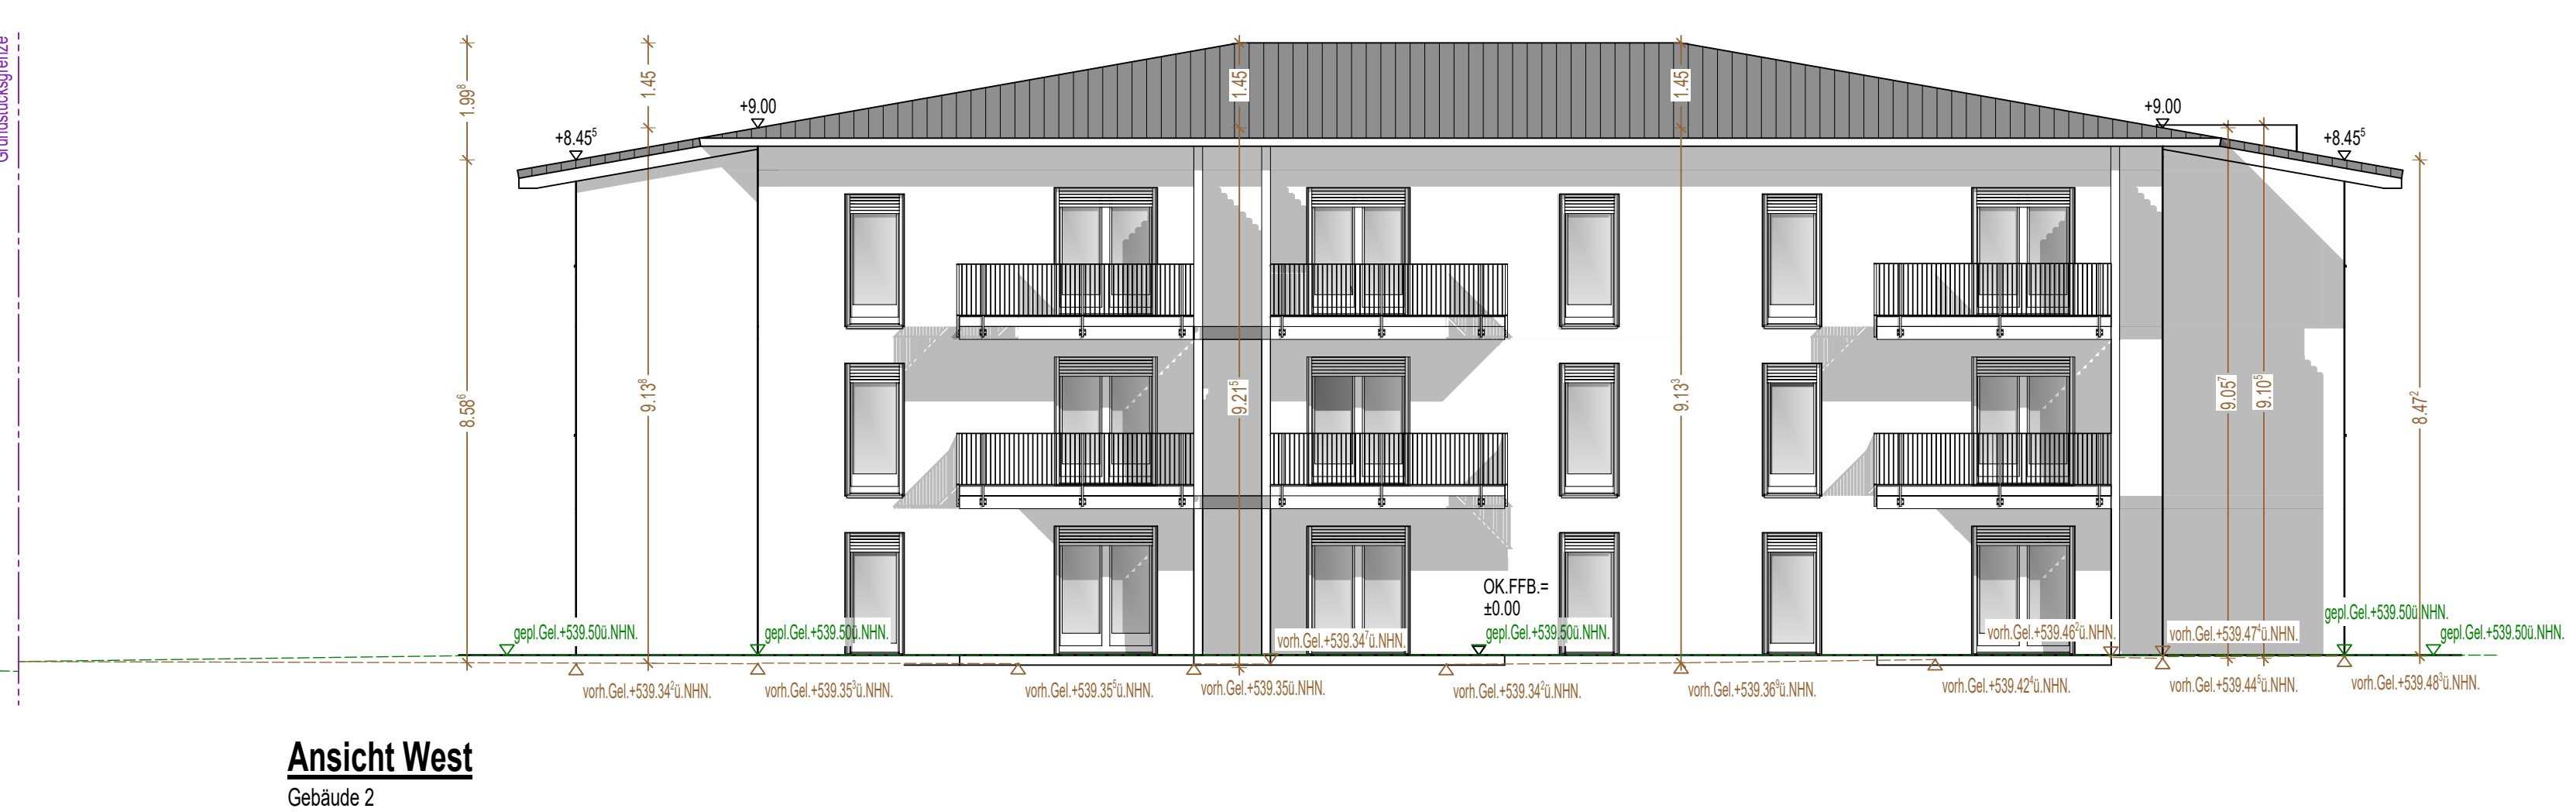 Grundstücksgrenze
1.99⁸
1.45
1.45
1.45
+9.00
+9.00
+8.45⁵
+8.45⁵
8.58⁶
9.13⁸
9.21⁵
9.13³
9.05⁷
9.10⁵
8.47²
OK.FFB.=
±0.00
gepl.Gel.+539.50ü.NHN.
gepl.Gel.+539.50ü.NHN.
gepl.Gel.+539.50ü.NHN.
gepl.Gel.+539.50ü.NHN.
gepl.Gel.+539.50ü.NHN.
vorh.Gel.+539.34⁷ü.NHN.
vorh.Gel.+539.46²ü.NHN.
vorh.Gel.+539.47⁴ü.NHN.
vorh.Gel.+539.34²ü.NHN.
vorh.Gel.+539.35³ü.NHN.
vorh.Gel.+539.35⁵ü.NHN.
vorh.Gel.+539.35ü.NHN.
vorh.Gel.+539.34²ü.NHN.
vorh.Gel.+539.36⁹ü.NHN.
vorh.Gel.+539.42⁴ü.NHN.
vorh.Gel.+539.44⁵ü.NHN.
vorh.Gel.+539.48³ü.NHN.
Ansicht West
Gebäude 2